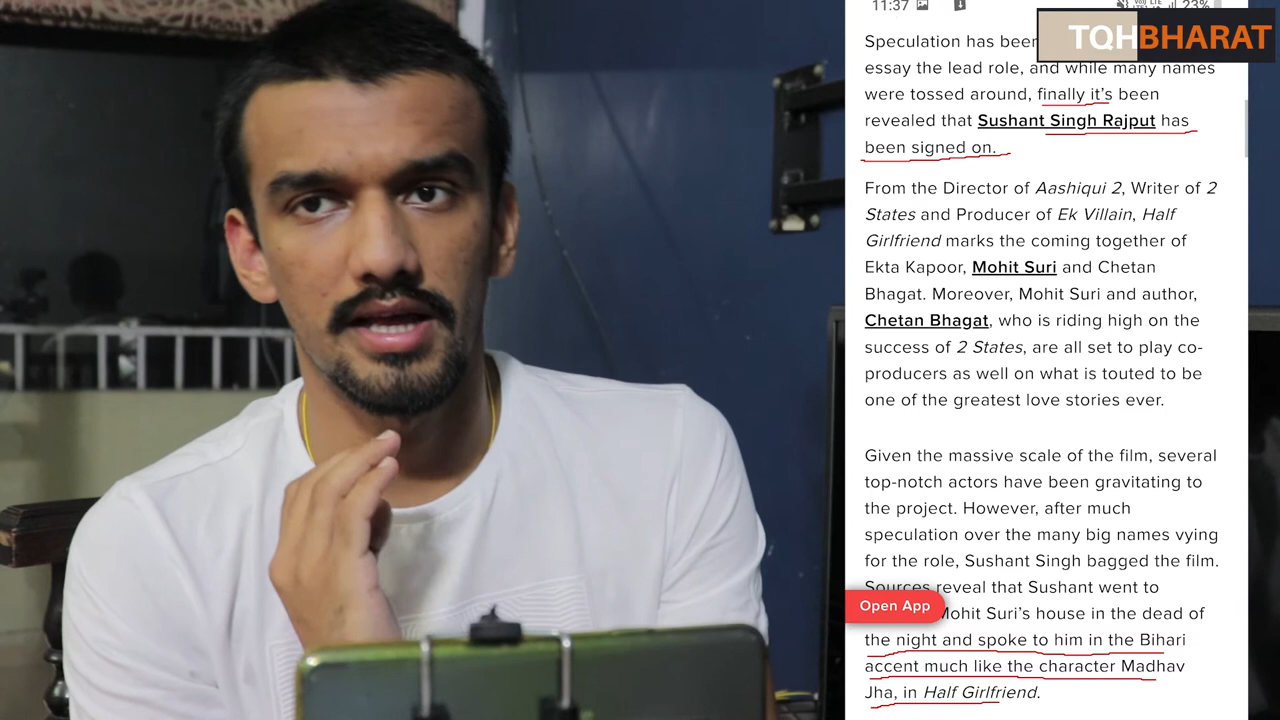 11:37
23%
TQHBHARAT
Speculation has been
essay the lead role, and while many names
were tossed around, finally it's been
revealed that Sushant Singh Rajput has
been signed on.
From the Director of Aashiqui 2, Writer of 2
States and Producer of Ek Villain, Half
Girlfriend marks the coming together of
Ekta Kapoor, Mohit Suri and Chetan
Bhagat. Moreover, Mohit Suri and author,
Chetan Bhagat, who is riding high on the
success of 2 States, are all set to play co-
producers as well on what is touted to be
one of the greatest love stories ever.
Given the massive scale of the film, several
top-notch actors have been gravitating to
the project. However, after much
speculation over the many big names vying
for the role, Sushant Singh bagged the film.
Sources reveal that Sushant went to
Open App
Mohit Suri's house in the dead of
the night and spoke to him in the Bihari
accent much like the character Madhav
Jha, in Half Girlfriend.